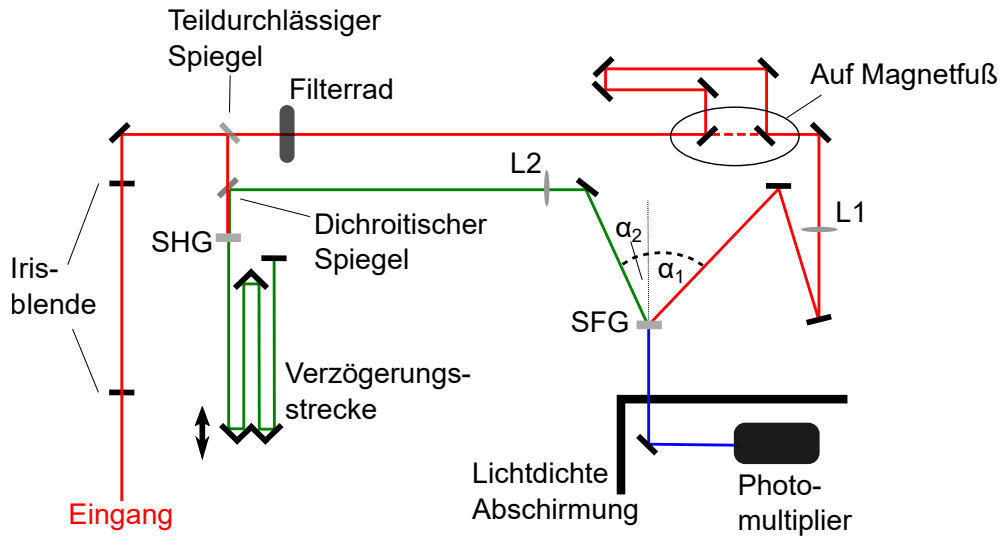 Teildurchlässiger
Spiegel
Filterrad
Auf Magnetfuß
L2
L1
Dichroitischer
Spiegel
SHG
α₂
α₁
Iris-
blende
SFG
Verzögerungs-
strecke
Lichtdichte
Abschirmung
Photo-
multiplier
Eingang